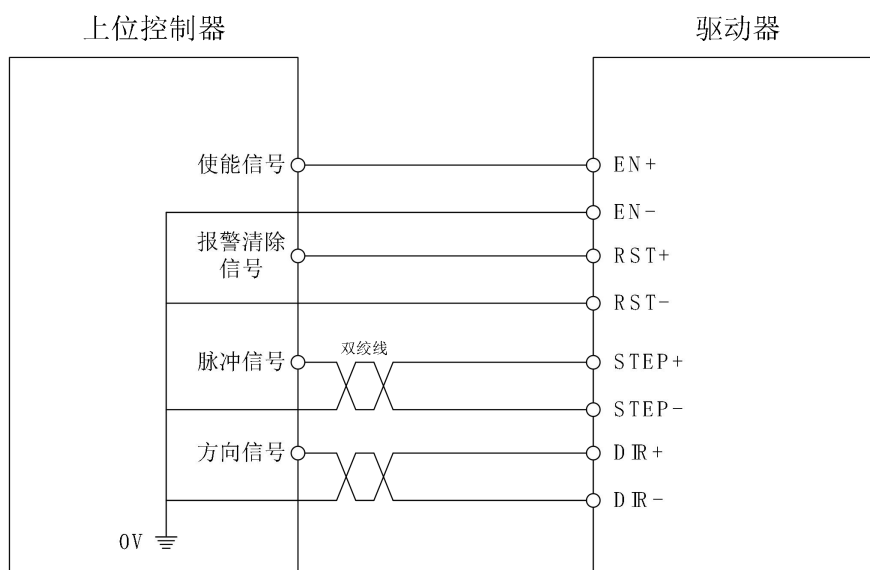 上位控制器
驱动器
使能信号
EN+
EN-
报警清除
信号
RST+
RST-
双绞线
脉冲信号
STEP+
STEP-
方向信号
DIR+
DIR-
0V